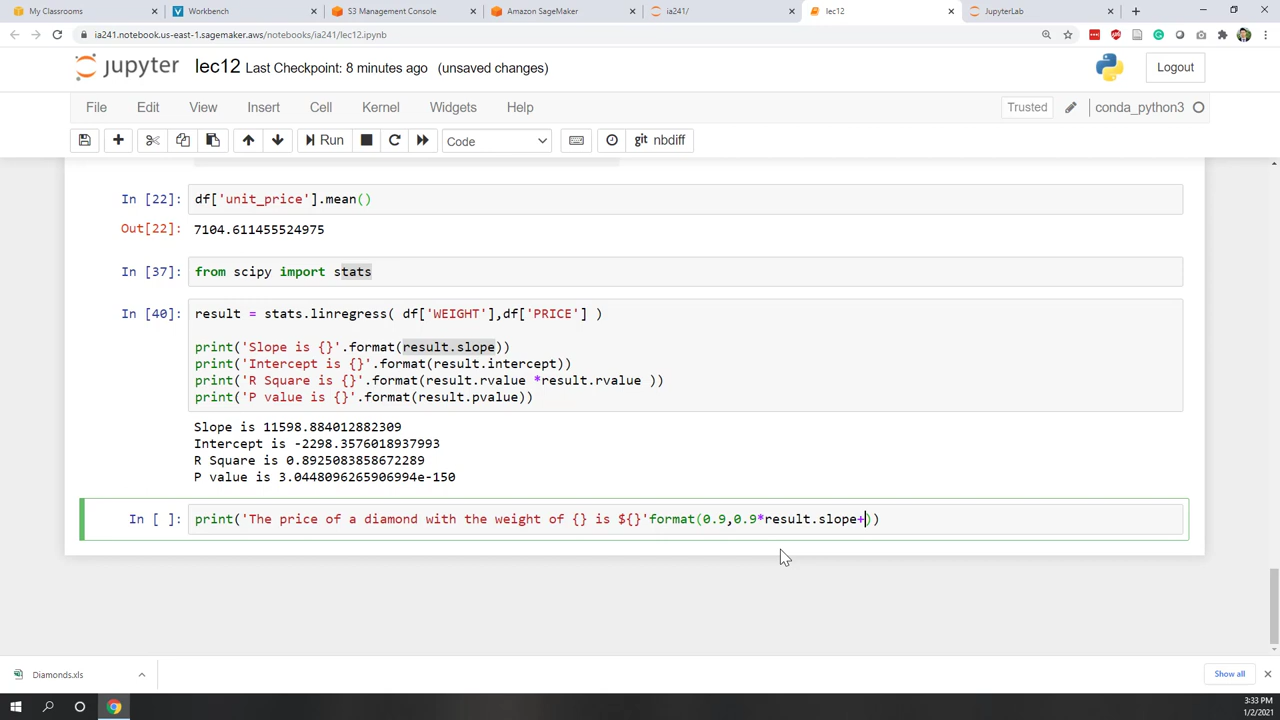 My Classrooms
Workbench
S3 Management Console
Amazon SageMaker
ia241/
lec12
JupyterLab
ia241.notebook.us-east-1.sagemaker.aws/notebooks/ia241/lec12.ipynb
jupyter lec12 Last Checkpoint: 8 minutes ago (unsaved changes)
Logout
File Edit View Insert Cell Kernel Widgets Help
Trusted
conda_python3
Run
Code
git nbdiff
In [22]: df['unit_price'].mean()
Out[22]: 7104.611455524975
In [37]: from scipy import stats
In [40]: result = stats.linregress( df['WEIGHT'],df['PRICE'] )
print('Slope is {}'.format(result.slope))
print('Intercept is {}'.format(result.intercept))
print('R Square is {}'.format(result.rvalue *result.rvalue ))
print('P value is {}'.format(result.pvalue))
Slope is 11598.884012882309
Intercept is -2298.3576018937993
R Square is 0.8925083858672289
P value is 3.0448096265906994e-150
In [ ]: print('The price of a diamond with the weight of {} is ${}'format(0.9,0.9*result.slope+))
Diamonds.xls
Show all
3:33 PM
1/2/2021